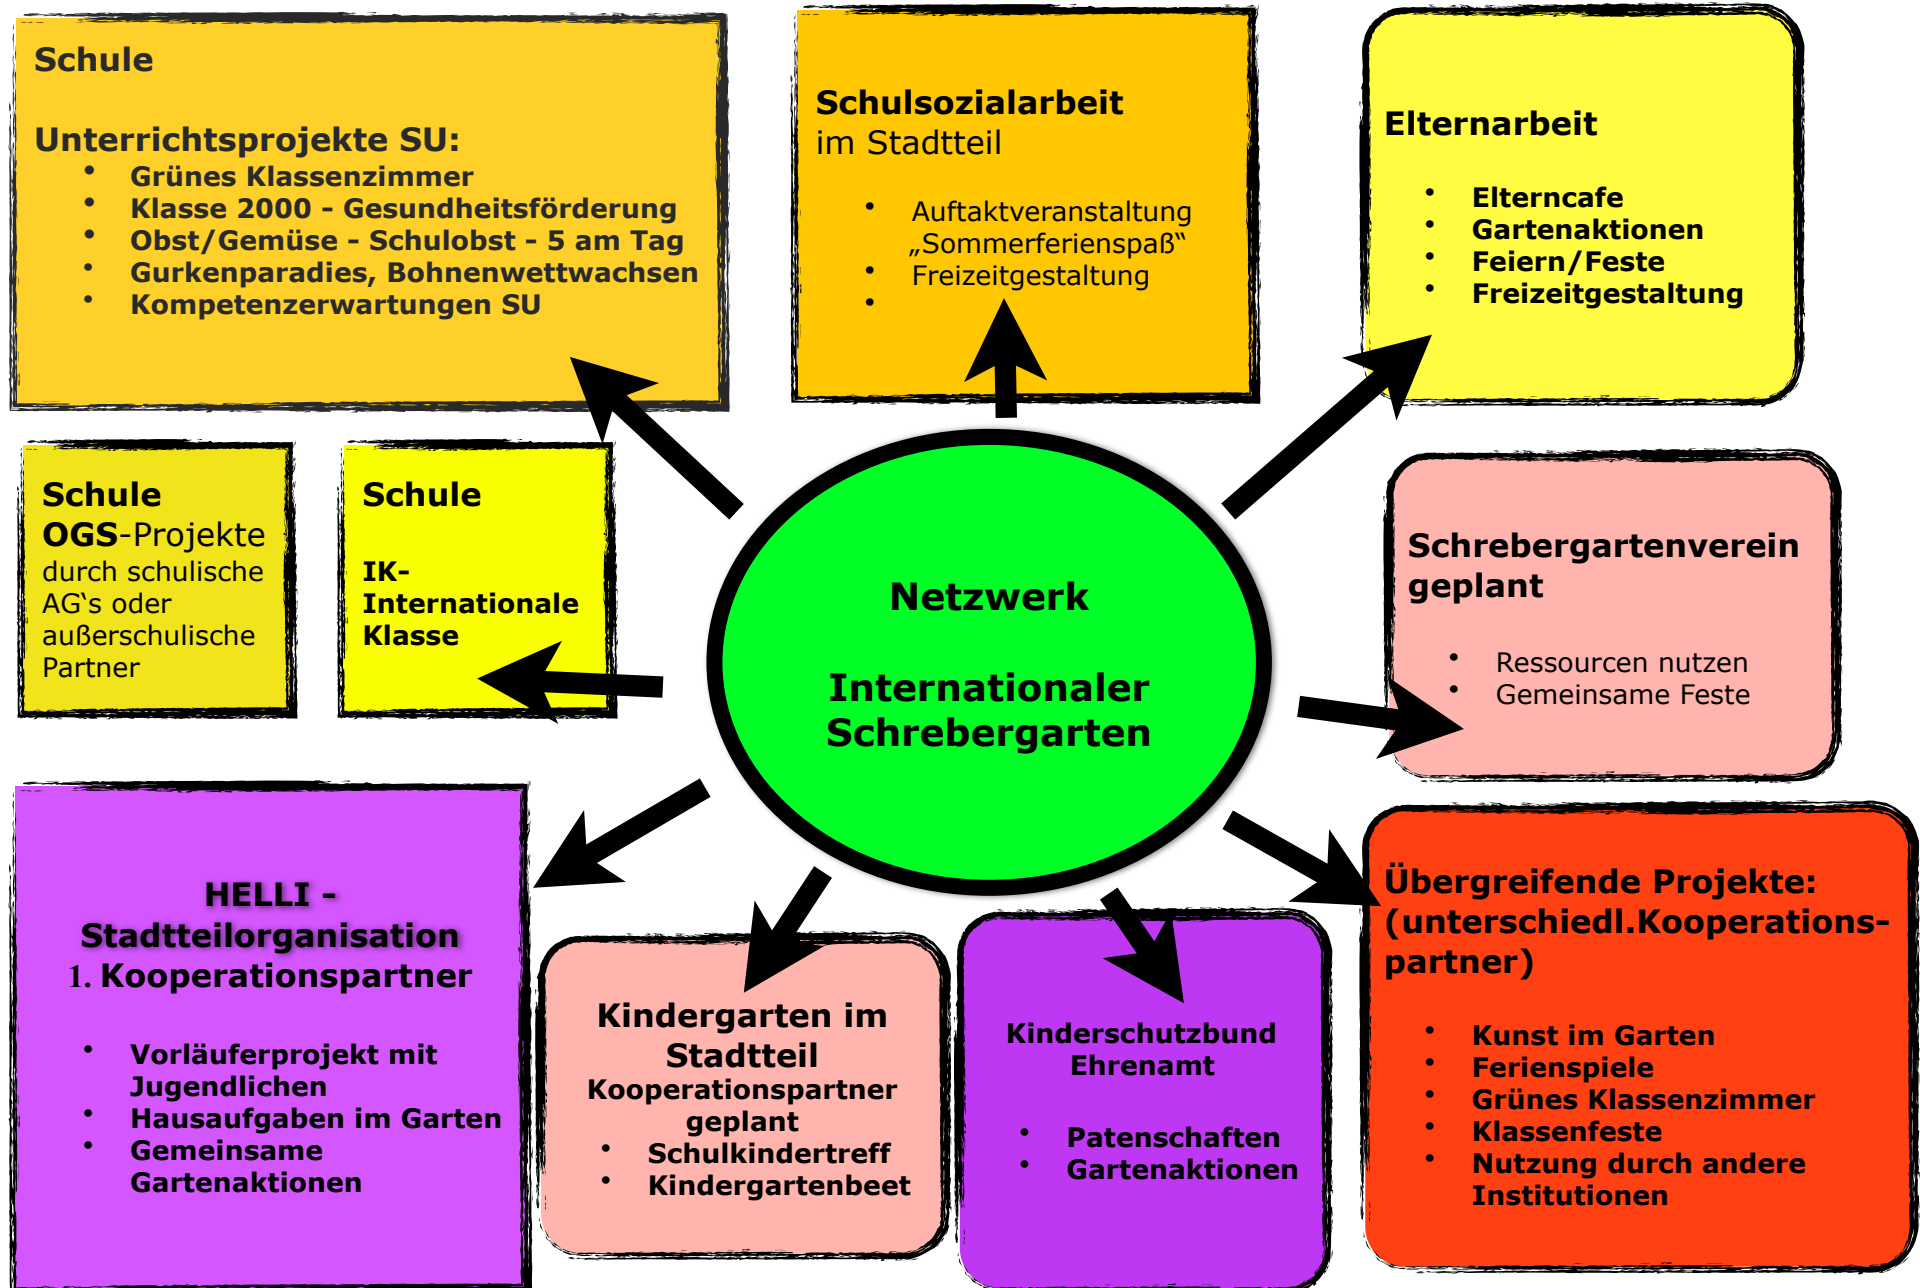 Schule
Unterrichtsprojekte SU:
• Grünes Klassenzimmer
• Klasse 2000 - Gesundheitsförderung
• Obst/Gemüse - Schulobst - 5 am Tag
• Gurkenparadies, Bohnenwettwachsen
• Kompetenzerwartungen SU
Schulsozialarbeit
im Stadtteil
• Auftaktveranstaltung
„Sommerferienspaß“
• Freizeitgestaltung
•
Elternarbeit
• Elterncafe
• Gartenaktionen
• Feiern/Feste
• Freizeitgestaltung
Schule
OGS-Projekte
durch schulische
AG‘s oder
außerschulische
Partner
Schule
IK-
Internationale
Klasse
Netzwerk
Internationaler
Schrebergarten
Schrebergartenverein
geplant
• Ressourcen nutzen
• Gemeinsame Feste
HELLI -
Stadtteilorganisation
1. Kooperationspartner
• Vorläuferprojekt mit
Jugendlichen
• Hausaufgaben im Garten
• Gemeinsame
Gartenaktionen
Kindergarten im
Stadtteil
Kooperationspartner
geplant
• Schulkindertreff
• Kindergartenbeet
Kinderschutzbund
Ehrenamt
• Patenschaften
• Gartenaktionen
Übergreifende Projekte:
(unterschiedl.Kooperations-
partner)
• Kunst im Garten
• Ferienspiele
• Grünes Klassenzimmer
• Klassenfeste
• Nutzung durch andere
Institutionen